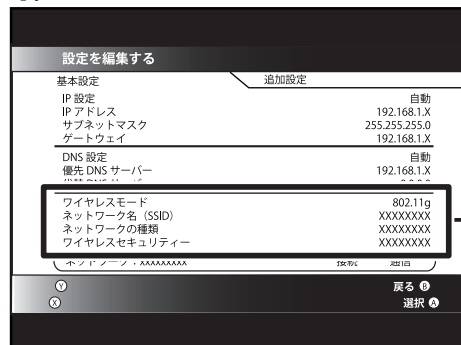 設定を編集する
基本設定 追加設定
IP 設定 自動
IP アドレス 192.168.1.X
サブネットマスク 255.255.255.0
ゲートウェイ 192.168.1.X
DNS 設定 自動
優先 DNS サーバー 192.168.1.X
ワイヤレスモード 802.11g
ネットワーク名（SSID） XXXXXXXX
ネットワークの種類 XXXXXXXX
ワイヤレスセキュリティー XXXXXXXX
Ⓨ 戻る Ⓑ
Ⓧ 選択 Ⓐ